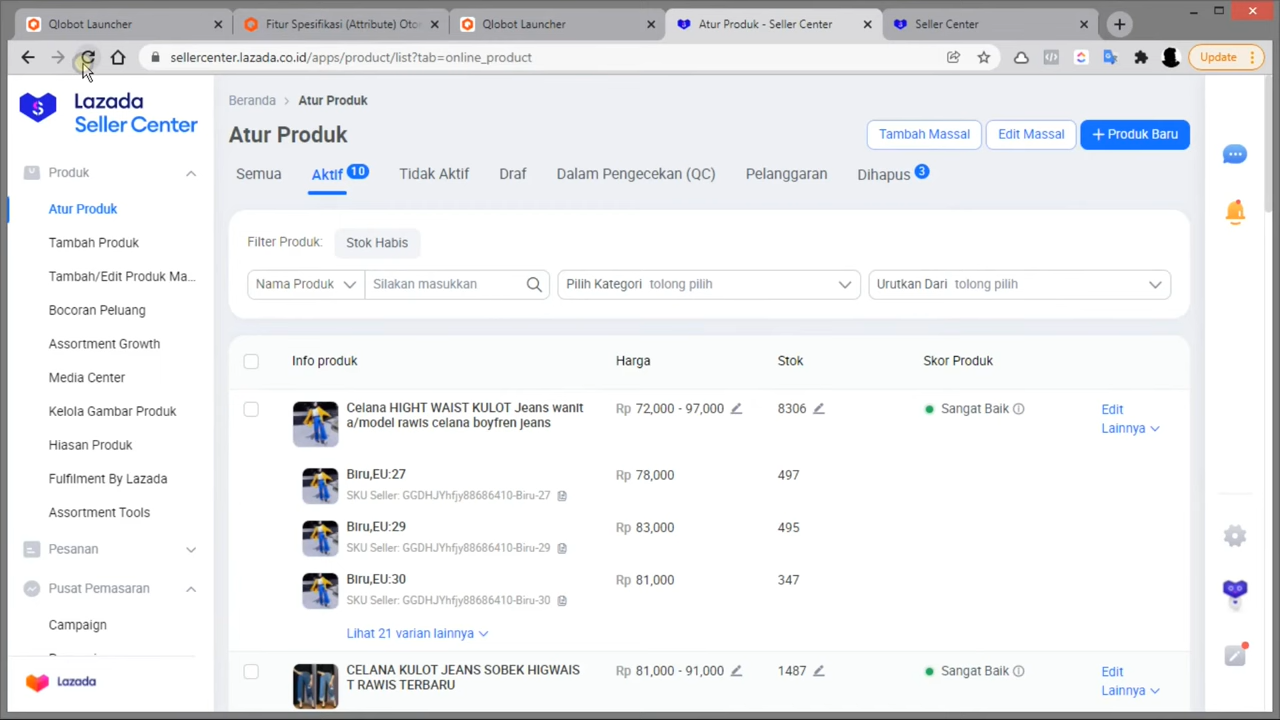 Qlobot Launcher
Fitur Spesifikasi (Attribute) Oto
Qlobot Launcher
Atur Produk - Seller Center
Seller Center
sellercenter.lazada.co.id/apps/product/list?tab=online_product
Update
Lazada
Seller Center
Produk
Atur Produk
Tambah Produk
Tambah/Edit Produk Ma...
Bocoran Peluang
Assortment Growth
Media Center
Kelola Gambar Produk
Hiasan Produk
Fulfilment By Lazada
Assortment Tools
Pesanan
Pusat Pemasaran
Campaign
Lazada
Beranda > Atur Produk
Atur Produk
Tambah Massal
Edit Massal
+ Produk Baru
Semua
Aktif 10
Tidak Aktif
Draf
Dalam Pengecekan (QC)
Pelanggaran
Dihapus 3
Filter Produk: Stok Habis
Nama Produk Silakan masukkan
Pilih Kategori tolong pilih
Urutkan Dari tolong pilih
Info produk Harga Stok Skor Produk
Celana HIGHT WAIST KULOT Jeans wanit
a/model rawis celana boyfren jeans
Rp 72,000 - 97,000
8306
Sangat Baik
Edit
Lainnya
Biru,EU:27
SKU Seller: GGDHJYhfjy88686410-Biru-27
Rp 78,000
497
Biru,EU:29
SKU Seller: GGDHJYhfjy88686410-Biru-29
Rp 83,000
495
Biru,EU:30
SKU Seller: GGDHJYhfjy88686410-Biru-30
Rp 81,000
347
Lihat 21 varian lainnya
CELANA KULOT JEANS SOBEK HIGWAIS
T RAWIS TERBARU
Rp 81,000 - 91,000
1487
Sangat Baik
Edit
Lainnya